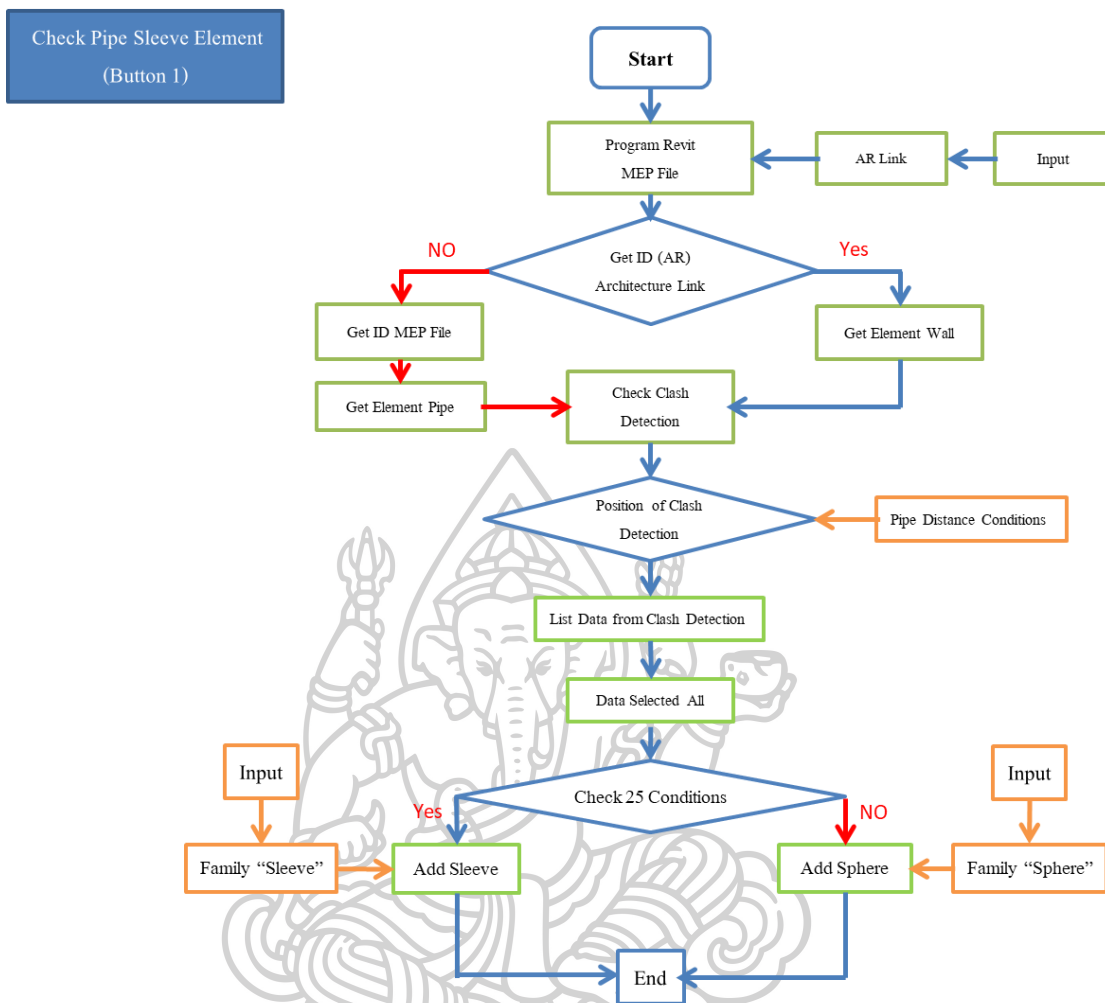 Check Pipe Sleeve Element
(Button 1)
Start
Program Revit
MEP File
AR Link
Input
NO
Yes
Get ID (AR)
Architecture Link
Get ID MEP File
Get Element Wall
Get Element Pipe
Check Clash
Detection
Position of Clash
Detection
Pipe Distance Conditions
List Data from Clash Detection
Data Selected All
Input
Input
Check 25 Conditions
Yes
NO
Family “Sleeve”
Add Sleeve
Add Sphere
Family “Sphere”
End